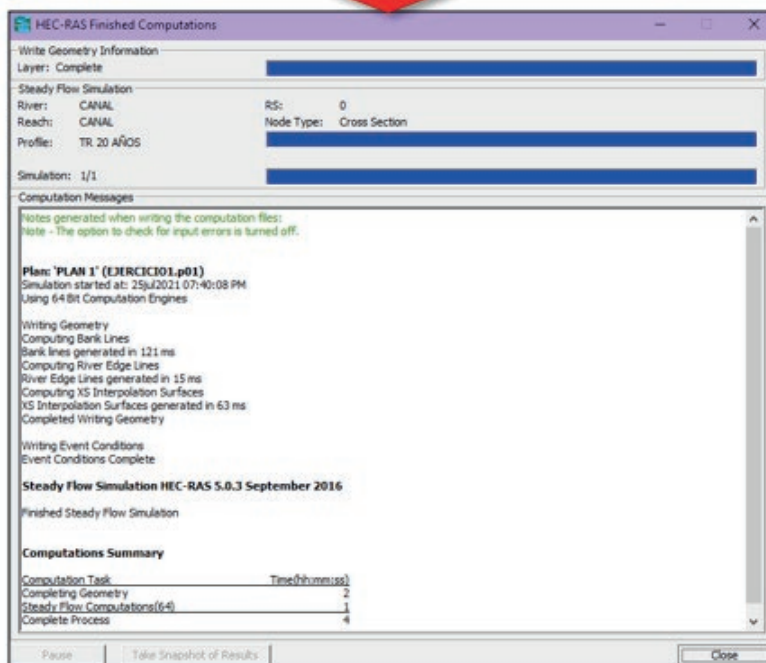 HEC-RAS Finished Computations
Write Geometry Information
Layer: Complete
Steady Flow Simulation
River: CANAL RS: 0
Reach: CANAL Node Type: Cross Section
Profile: TR 20 AÑOS
Simulation: 1/1
Computation Messages
Notes generated when writing the computation files:
Note - The option to check for input errors is turned off.
Plan: 'PLAN 1' (EJERCICIO1.p01)
Simulation started at: 25jul2021 07:40:08 PM
Using 64 Bit Computation Engines
Writing Geometry
Computing Bank Lines
Bank lines generated in 121 ms
Computing River Edge Lines
River Edge Lines generated in 15 ms
Computing XS Interpolation Surfaces
XS Interpolation Surfaces generated in 63 ms
Completed Writing Geometry
Writing Event Conditions
Event Conditions Complete
Steady Flow Simulation HEC-RAS 5.0.3 September 2016
Finished Steady Flow Simulation
Computations Summary
Computation Task Time(hh:mm:ss)
Completing Geometry 2
Steady Flow Computations(64) 1
Complete Process 4
Pause Take Snapshot of Results Close